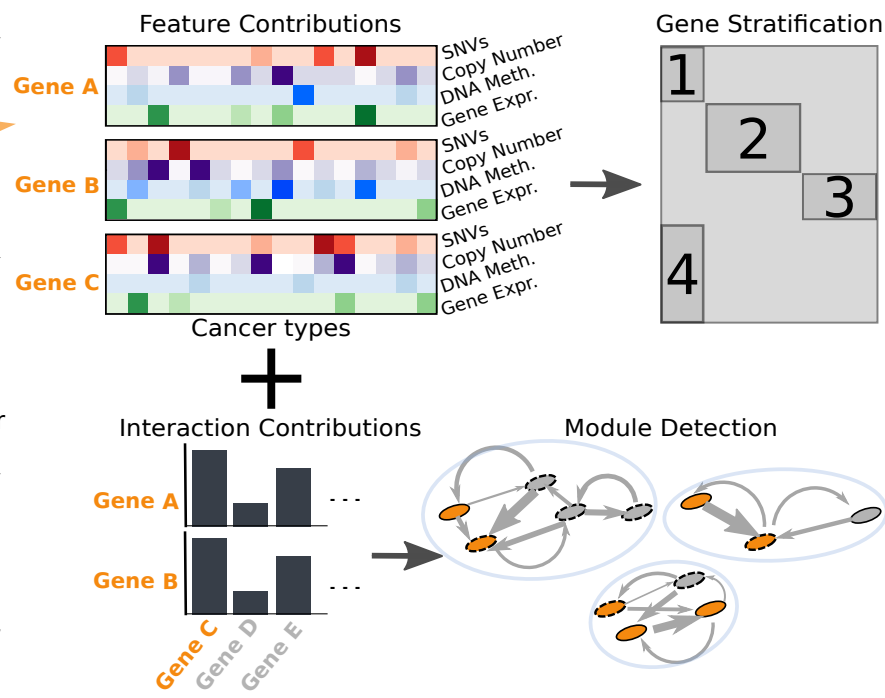 Feature Contributions
Gene Stratification
Gene A
SNVs
Copy Number
DNA Meth.
Gene Expr.
Gene B
SNVs
Copy Number
DNA Meth.
Gene Expr.
Gene C
SNVs
Copy Number
DNA Meth.
Gene Expr.
Cancer types
1
2
3
4
+
r
Interaction Contributions
Module Detection
Gene A
- - -
Gene B
- - -
Gene C
Gene D
Gene E